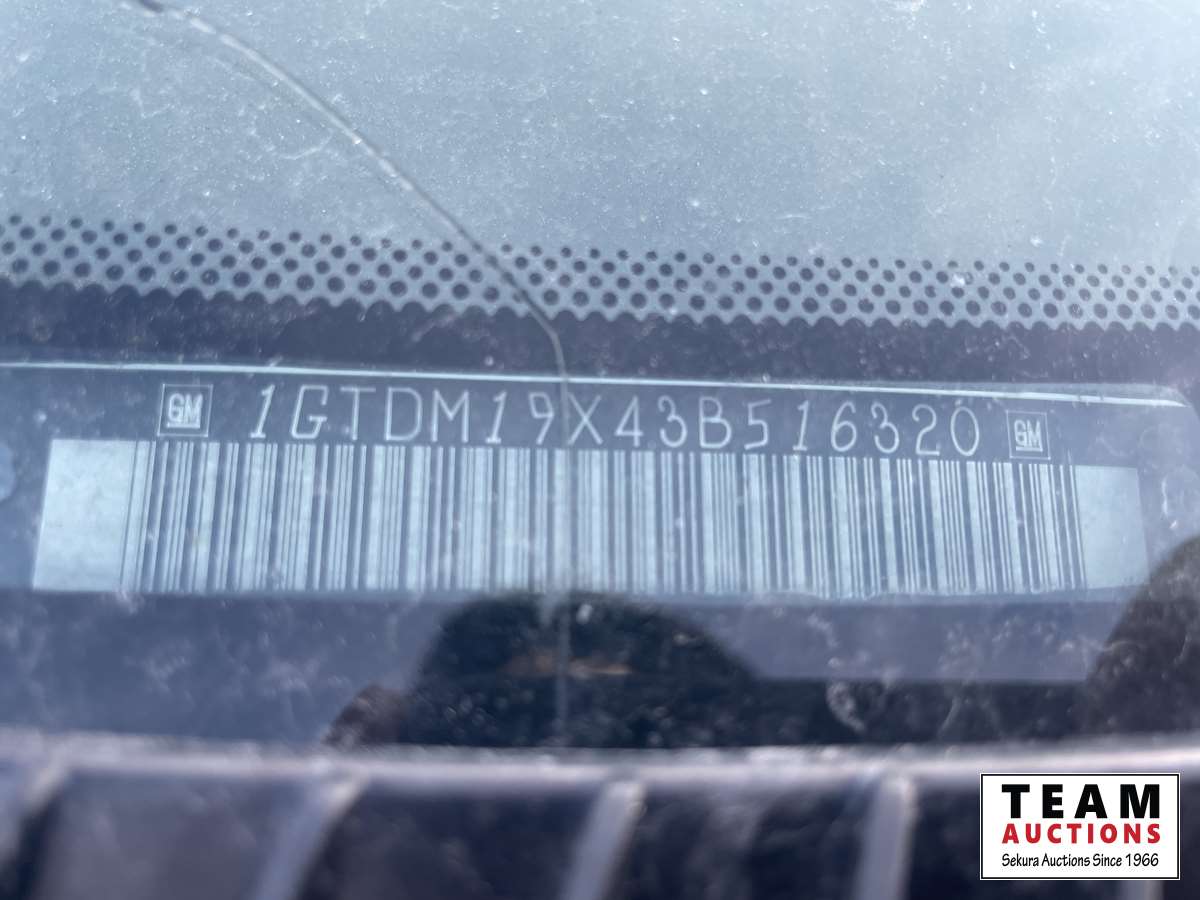 GM 1GTDM19X43B516320 GM
TEAM
AUCTIONS
Sekura Auctions Since 1966